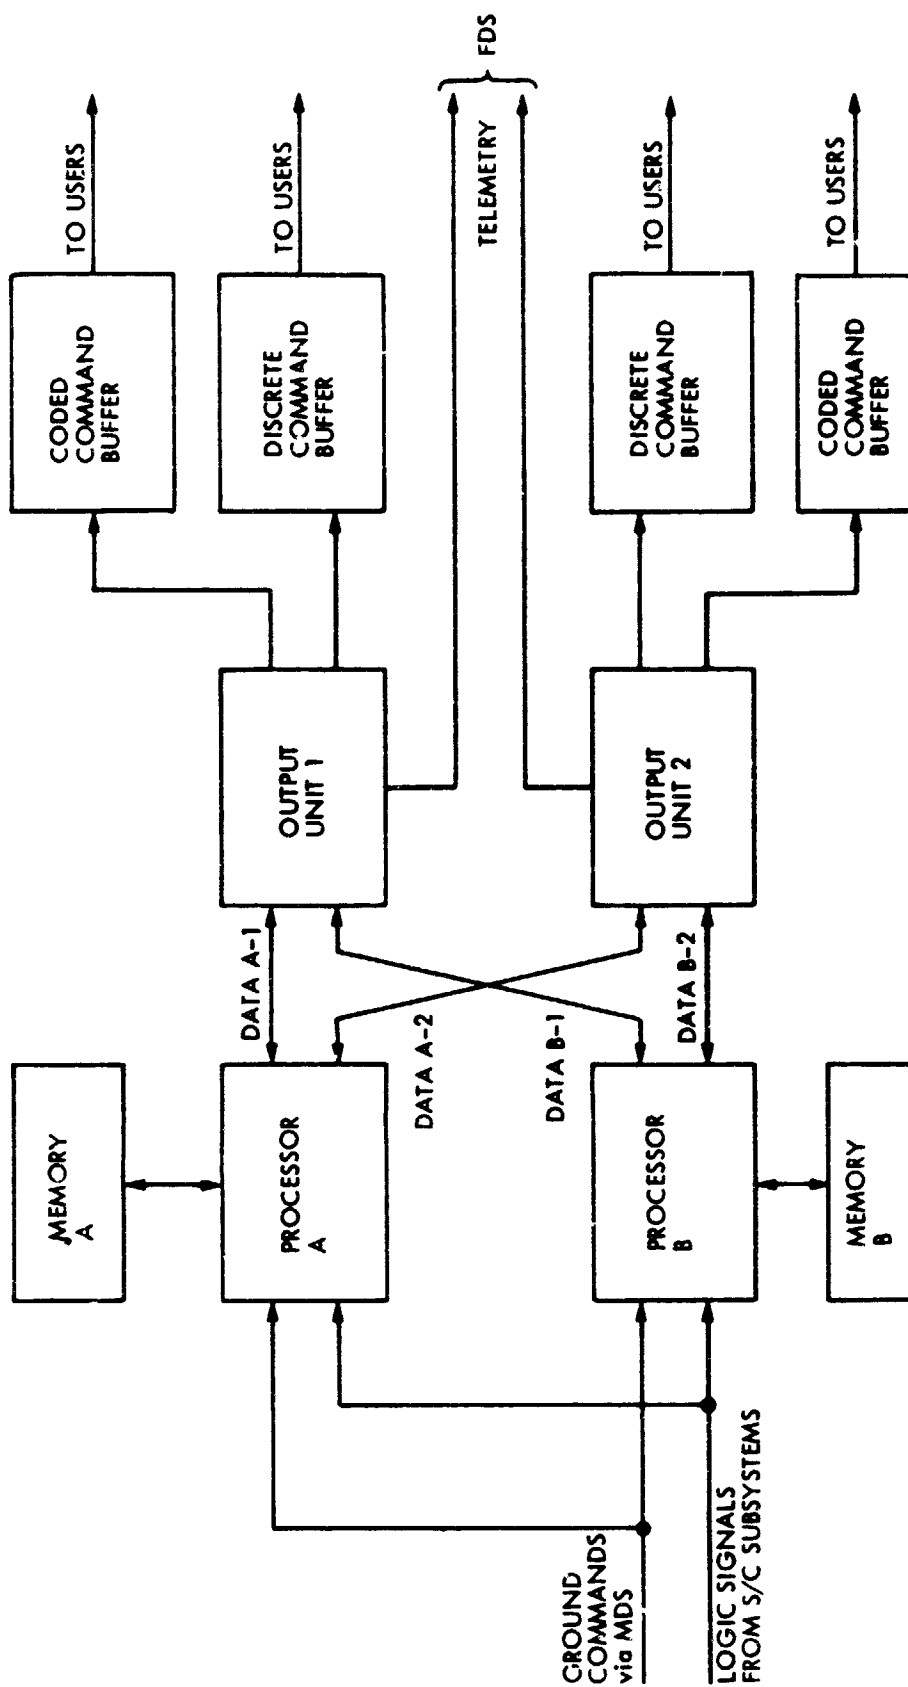 GROUND
COMMANDS
via MDS
LOGIC SIGNALS
FROM S/C SUBSYSTEMS
MEMORY
A
PROCESSOR
A
PROCESSOR
B
MEMORY
B
DATA A-1
DATA A-2
DATA B-1
DATA B-2
OUTPUT
UNIT 1
OUTPUT
UNIT 2
CODED
COMMAND
BUFFER
DISCRETE
COMMAND
BUFFER
DISCRETE
COMMAND
BUFFER
CODED
COMMAND
BUFFER
TO USERS
TO USERS
TELEMETRY
FDS
TO USERS
TO USERS